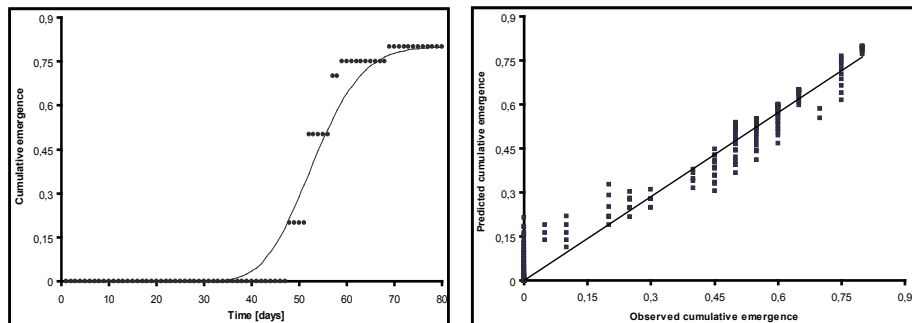 Cumulative emergence
0,9
0,75
0,6
0,45
0,3
0,15
0
0 10 20 30 40 50 60 70 80
Time [days]
Predicted cumulative emergence
0,9
0,75
0,6
0,45
0,3
0,15
0
0 0,15 0,3 0,45 0,6 0,75 0,9
Observed cumulative emergence